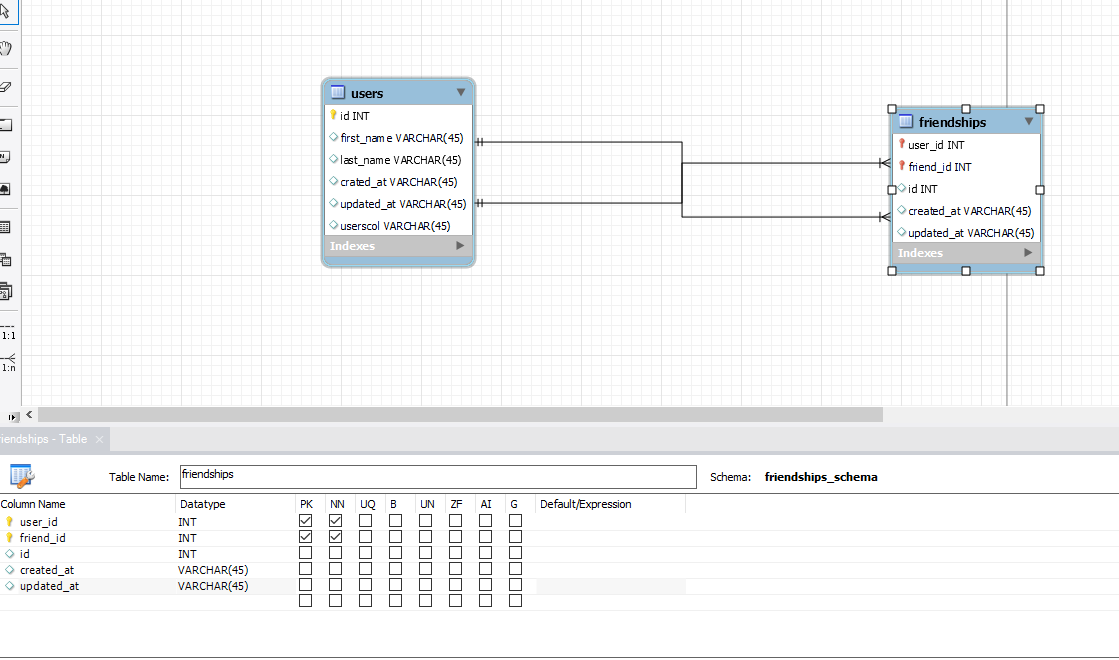 users
id INT
first_name VARCHAR(45)
last_name VARCHAR(45)
crated_at VARCHAR(45)
updated_at VARCHAR(45)
userscol VARCHAR(45)
Indexes
friendships
user_id INT
friend_id INT
id INT
created_at VARCHAR(45)
updated_at VARCHAR(45)
Indexes
1:1
1:n
riendships - Table
Table Name: friendships Schema: friendships_schema
Column Name Datatype PK NN UQ B UN ZF AI G Default/Expression
user_id INT
friend_id INT
id INT
created_at VARCHAR(45)
updated_at VARCHAR(45)